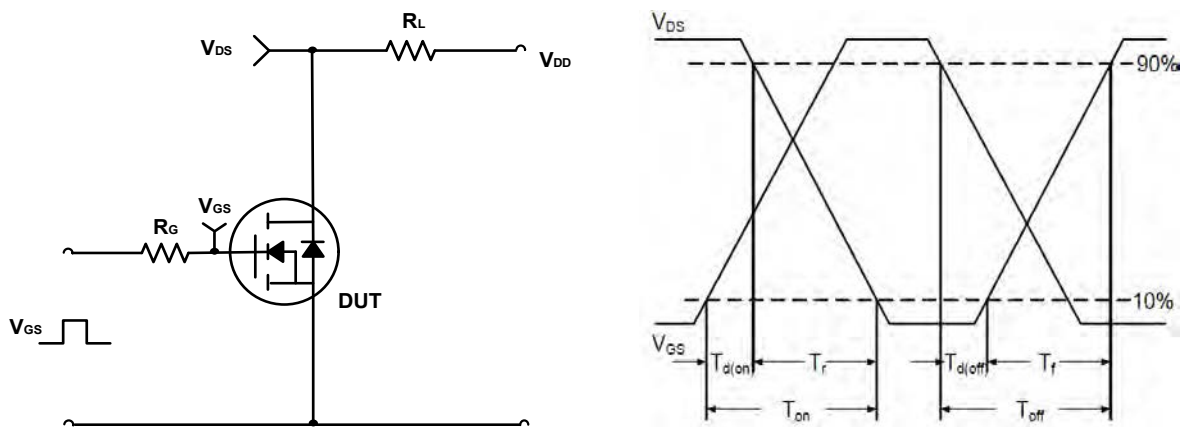 RL
VDS
VDD
VGS
RG
DUT
VGS
VDS
90%
10%
VGS
Td(on) Tr Td(off) Tf
Ton Toff